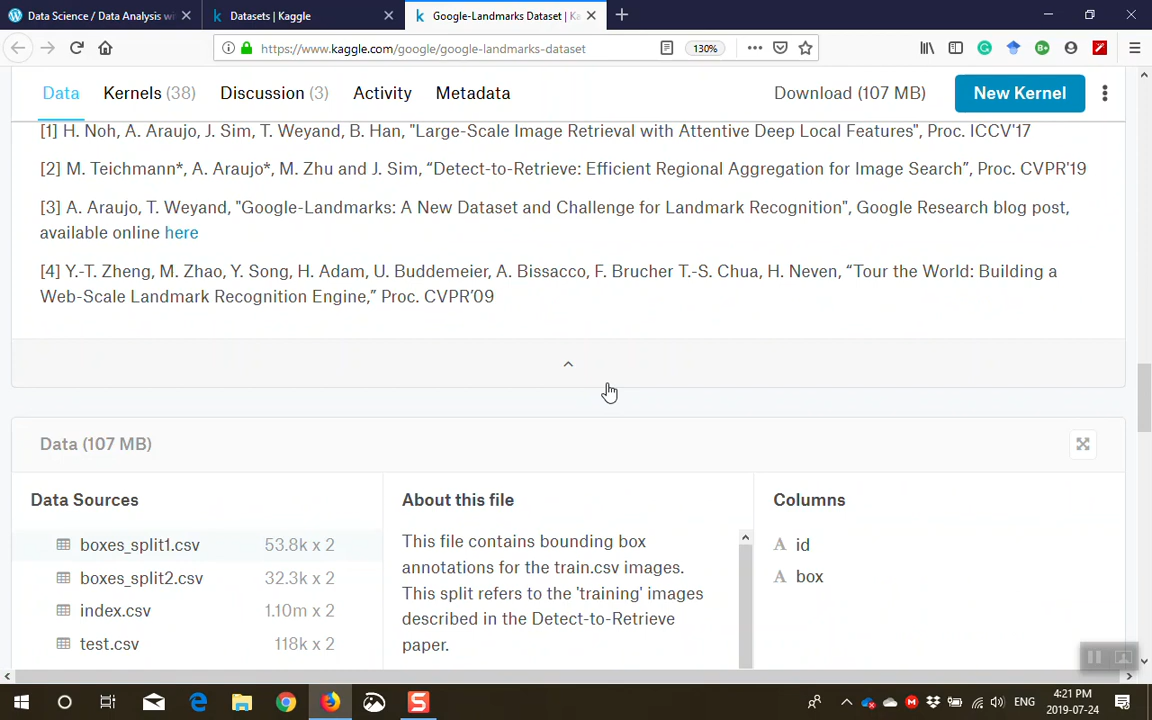 Data Science / Data Analysis wi
Datasets | Kaggle
Google-Landmarks Dataset | Ka
https://www.kaggle.com/google/google-landmarks-dataset
130%
Data
Kernels (38)
Discussion (3)
Activity
Metadata
Download (107 MB)
New Kernel
[1] H. Noh, A. Araujo, J. Sim, T. Weyand, B. Han, "Large-Scale Image Retrieval with Attentive Deep Local Features", Proc. ICCV'17
[2] M. Teichmann*, A. Araujo*, M. Zhu and J. Sim, “Detect-to-Retrieve: Efficient Regional Aggregation for Image Search”, Proc. CVPR'19
[3] A. Araujo, T. Weyand, "Google-Landmarks: A New Dataset and Challenge for Landmark Recognition", Google Research blog post,
available online here
[4] Y.-T. Zheng, M. Zhao, Y. Song, H. Adam, U. Buddemeier, A. Bissacco, F. Brucher T.-S. Chua, H. Neven, “Tour the World: Building a
Web-Scale Landmark Recognition Engine,” Proc. CVPR’09
Data (107 MB)
Data Sources
boxes_split1.csv 53.8k x 2
boxes_split2.csv 32.3k x 2
index.csv 1.10m x 2
test.csv 118k x 2
About this file
This file contains bounding box
annotations for the train.csv images.
This split refers to the 'training' images
described in the Detect-to-Retrieve
paper.
Columns
A id
A box
ENG
4:21 PM
2019-07-24